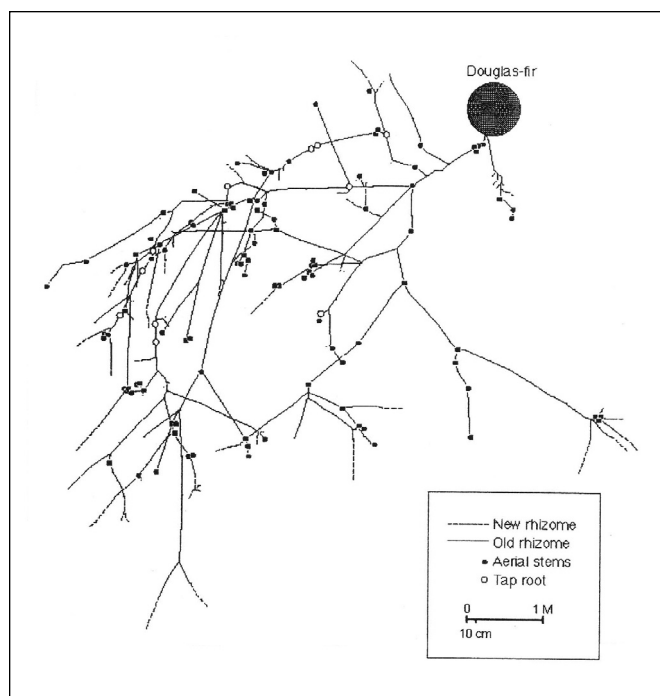 Douglas-fir
New rhizome
Old rhizome
Aerial stems
Tap root
0 1 M
10 cm